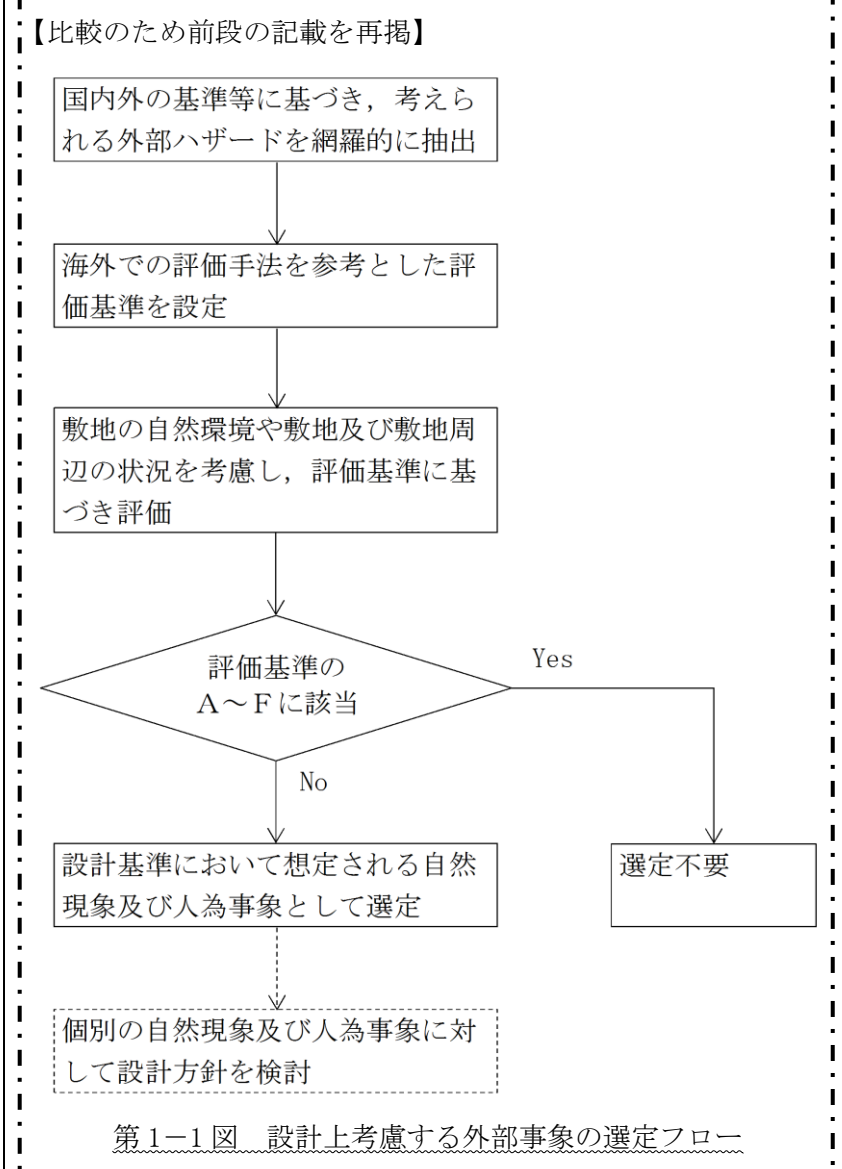 【比較のため前段の記載を再掲】
国内外の基準等に基づき，考えら
れる外部ハザードを網羅的に抽出
海外での評価手法を参考とした評
価基準を設定
敷地の自然環境や敷地及び敷地周
辺の状況を考慮し，評価基準に基
づき評価
評価基準の
A～Fに該当
Yes
No
設計基準において想定される自然
現象及び人為事象として選定
選定不要
個別の自然現象及び人為事象に対
して設計方針を検討
第1－1図　設計上考慮する外部事象の選定フロー